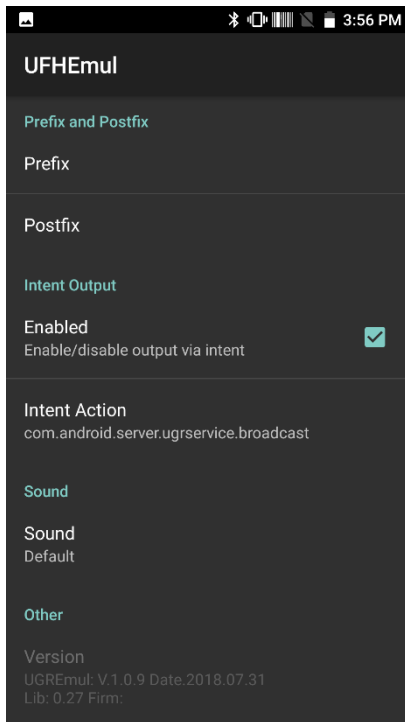 3:56 PM
UFHEmul
Prefix and Postfix
Prefix
Postfix
Intent Output
Enabled
Enable/disable output via intent
Intent Action
com.android.server.ugrservice.broadcast
Sound
Sound
Default
Other
Version
UGREmul: V.1.0.9 Date.2018.07.31
Lib: 0.27 Firm: